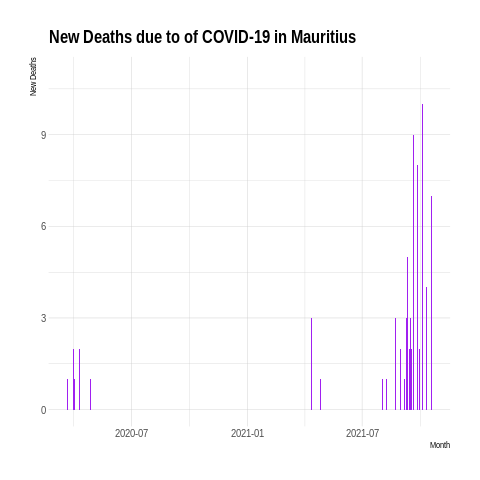 New Deaths due to of COVID-19 in Mauritius
New Deaths
9
6
3
0
2020-07
2021-01
2021-07
Month